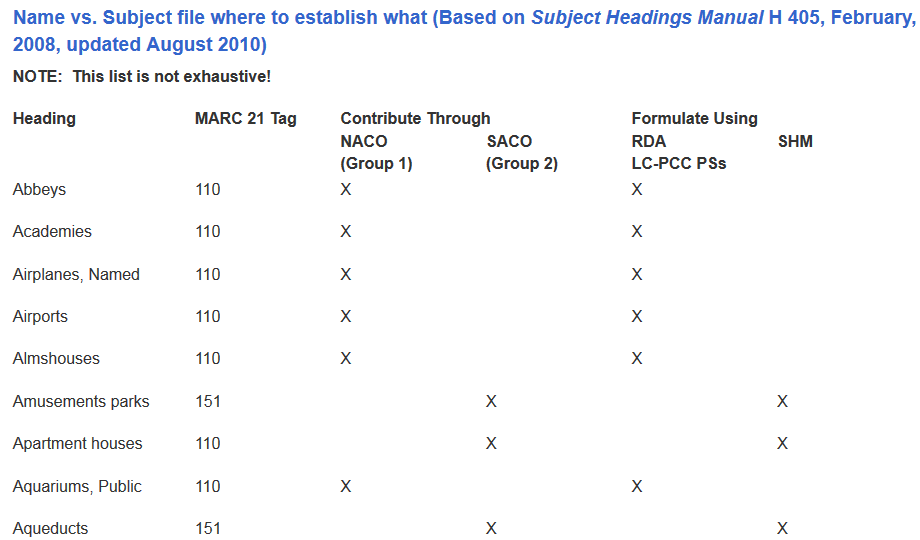 Name vs. Subject file where to establish what (Based on Subject Headings Manual H 405, February,
2008, updated August 2010)
NOTE: This list is not exhaustive!
Heading MARC 21 Tag Contribute Through Formulate Using
NACO SACO RDA SHM
(Group 1) (Group 2) LC-PCC PSs
Abbeys 110 X X
Academies 110 X X
Airplanes, Named 110 X X
Airports 110 X X
Almshouses 110 X X
Amusements parks 151 X X
Apartment houses 110 X X
Aquariums, Public 110 X X
Aqueducts 151 X X